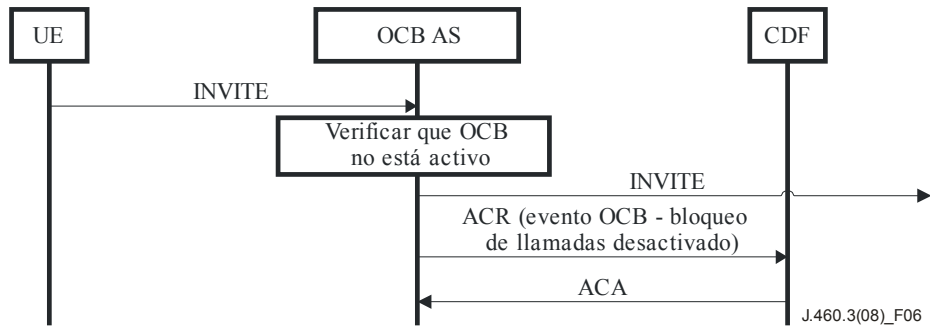 UE
OCB AS
CDF
INVITE
Verificar que OCB
no está activo
INVITE
ACR (evento OCB - bloqueo
de llamadas desactivado)
ACA
J.460.3(08)_F06